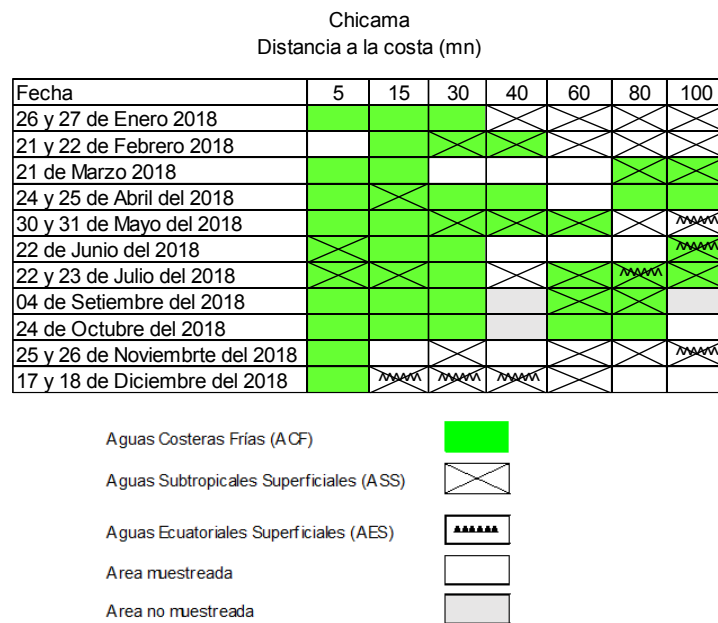 Chicama
Distancia a la costa (mn)
Fecha 5 15 30 40 60 80 100
26 y 27 de Enero 2018
21 y 22 de Febrero 2018
21 de Marzo 2018
24 y 25 de Abril del 2018
30 y 31 de Mayo del 2018
22 de Junio del 2018
22 y 23 de Julio del 2018
04 de Setiembre del 2018
24 de Octubre del 2018
25 y 26 de Noviembrte del 2018
17 y 18 de Diciembre del 2018
Aguas Costeras Frías (ACF)
Aguas Subtropicales Superficiales (ASS)
Aguas Ecuatoriales Superficiales (AES)
Area muestreada
Area no muestreada